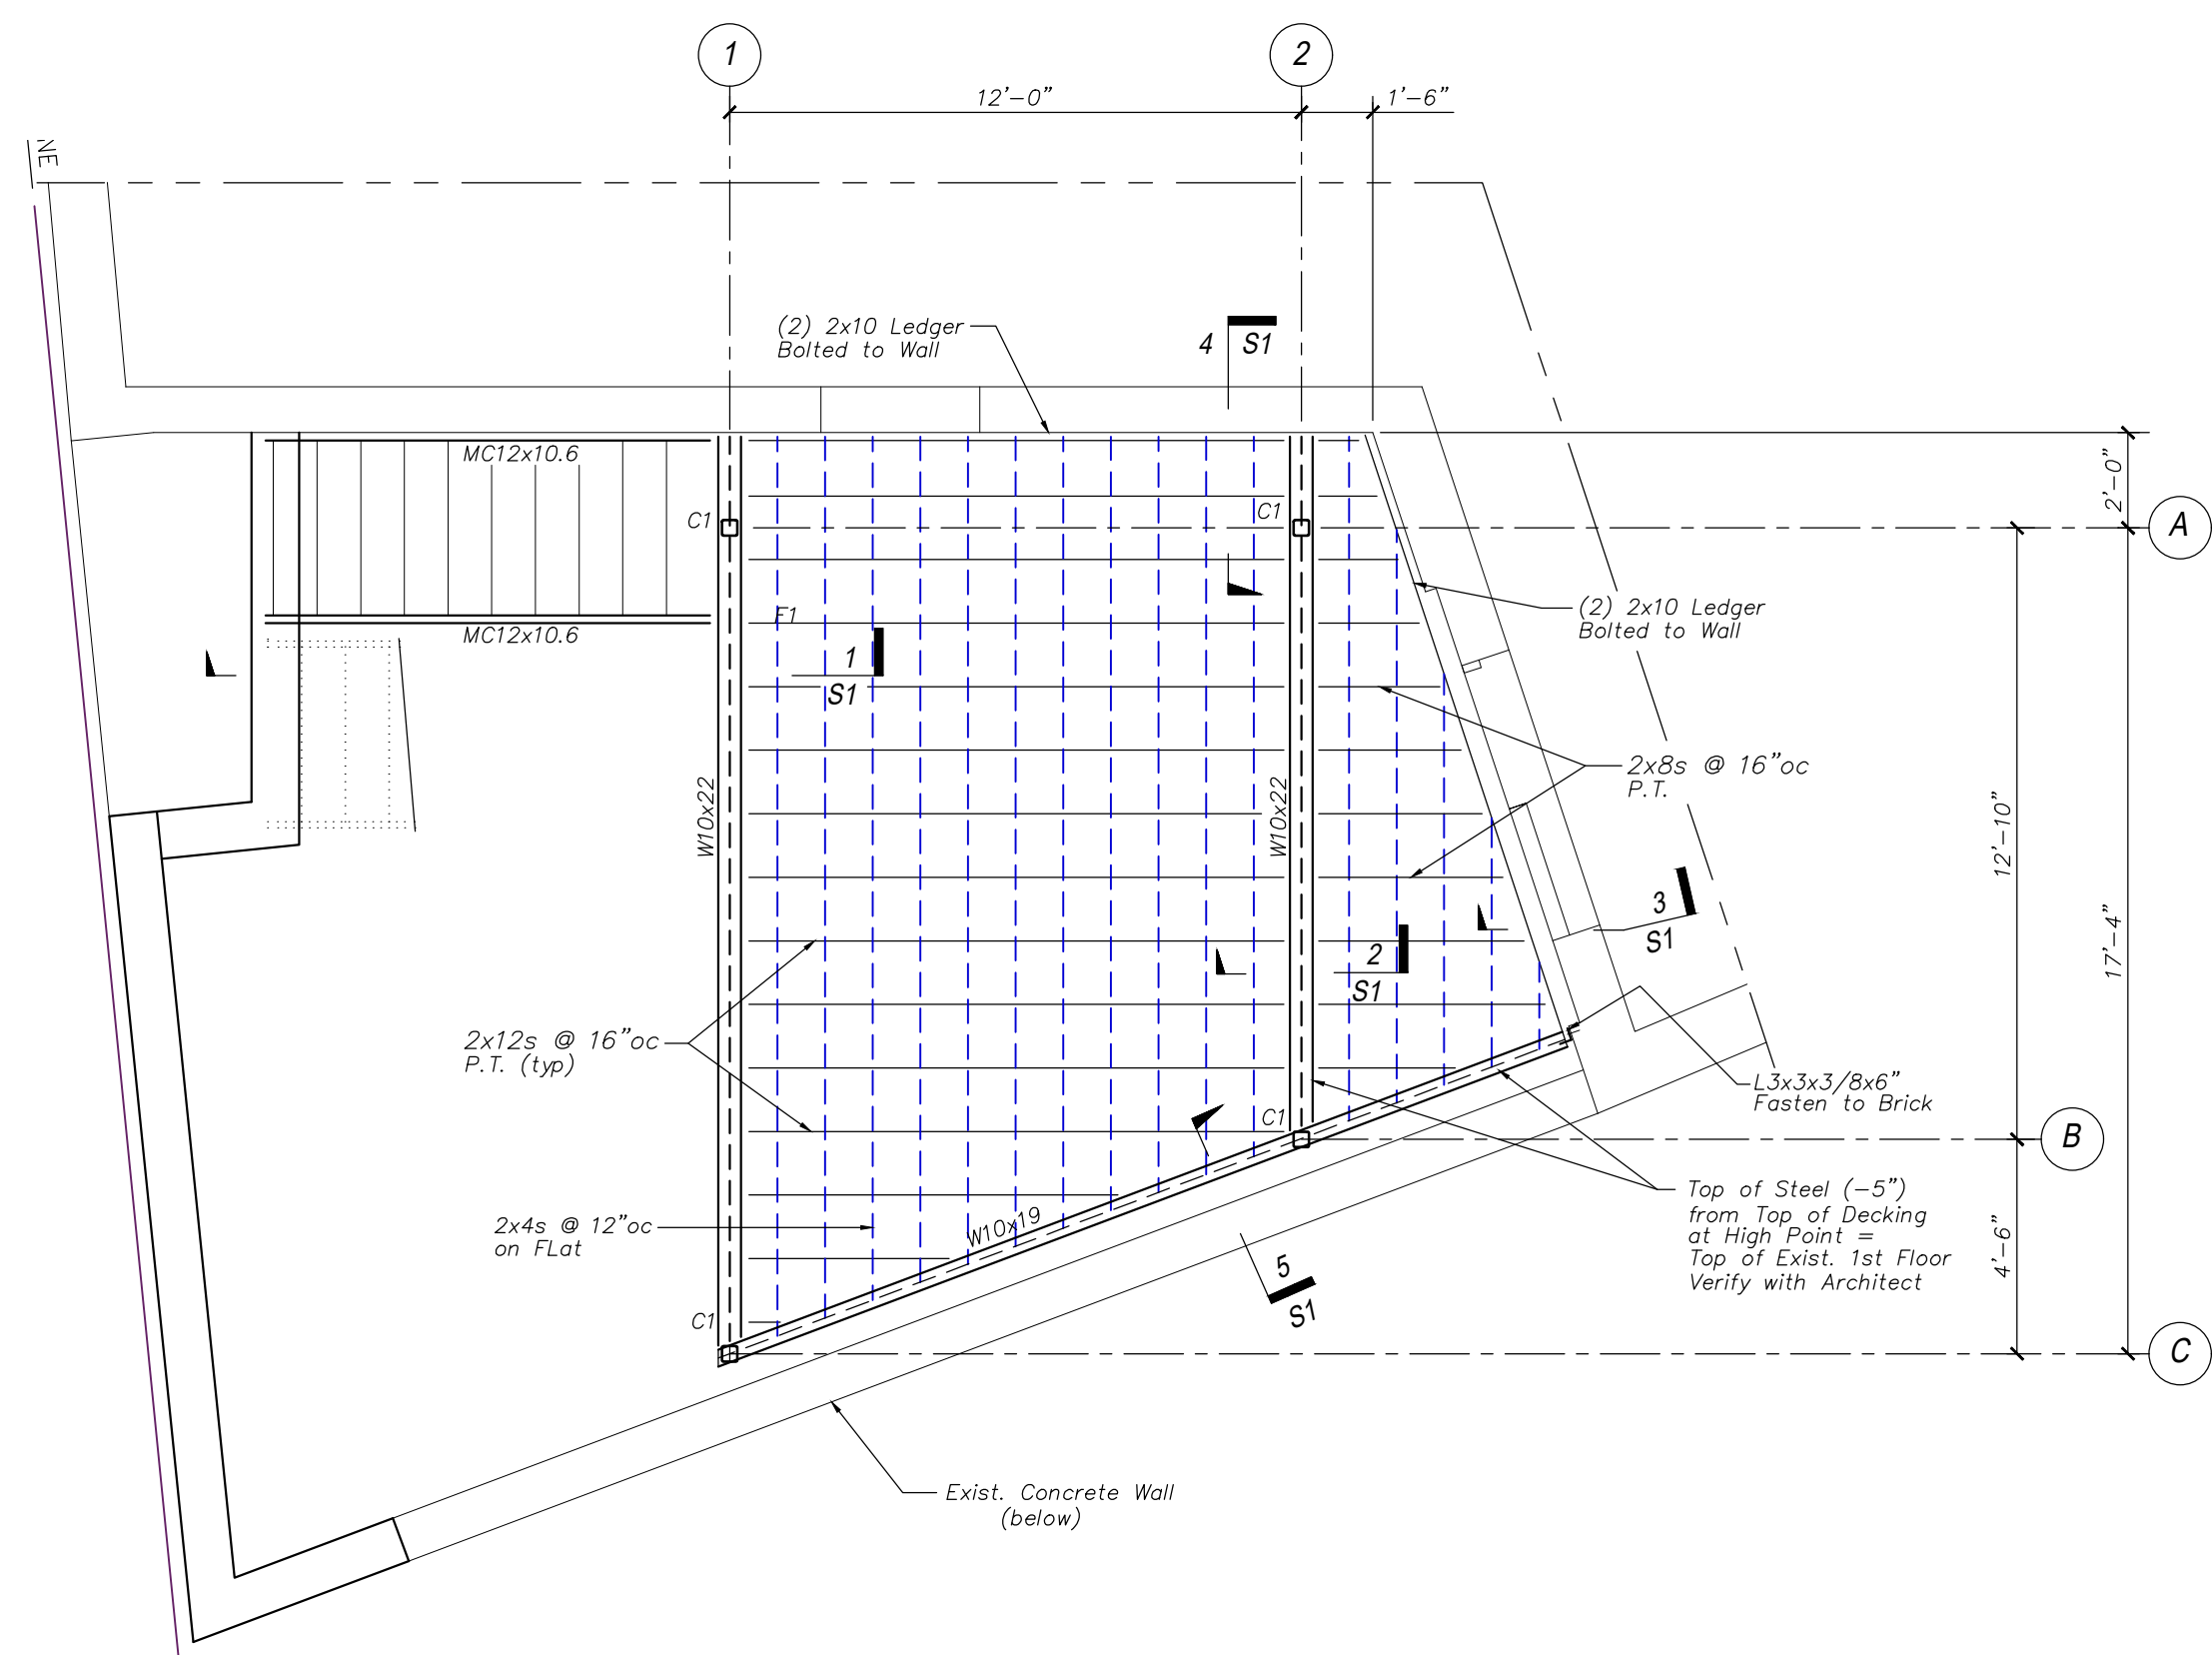 1
2
12'-0"
1'-6"
NE
(2) 2x10 Ledger
Bolted to Wall
4
S1
MC12x10.6
2'-0"
A
C1
C1
MC12x10.6
F1
1
S1
(2) 2x10 Ledger
Bolted to Wall
2x8s @ 16"oc
P.T.
W10x22
W10x22
12'-10"
17'-4"
3
S1
2
S1
2x12s @ 16"oc
P.T. (typ)
L3x3x3/8x6"
Fasten to Brick
C1
B
2x4s @ 12"oc
on FLat
W10x19
Top of Steel (-5")
from Top of Decking
at High Point =
Top of Exist. 1st Floor
Verify with Architect
4'-6"
5
S1
C1
C
Exist. Concrete Wall
(below)